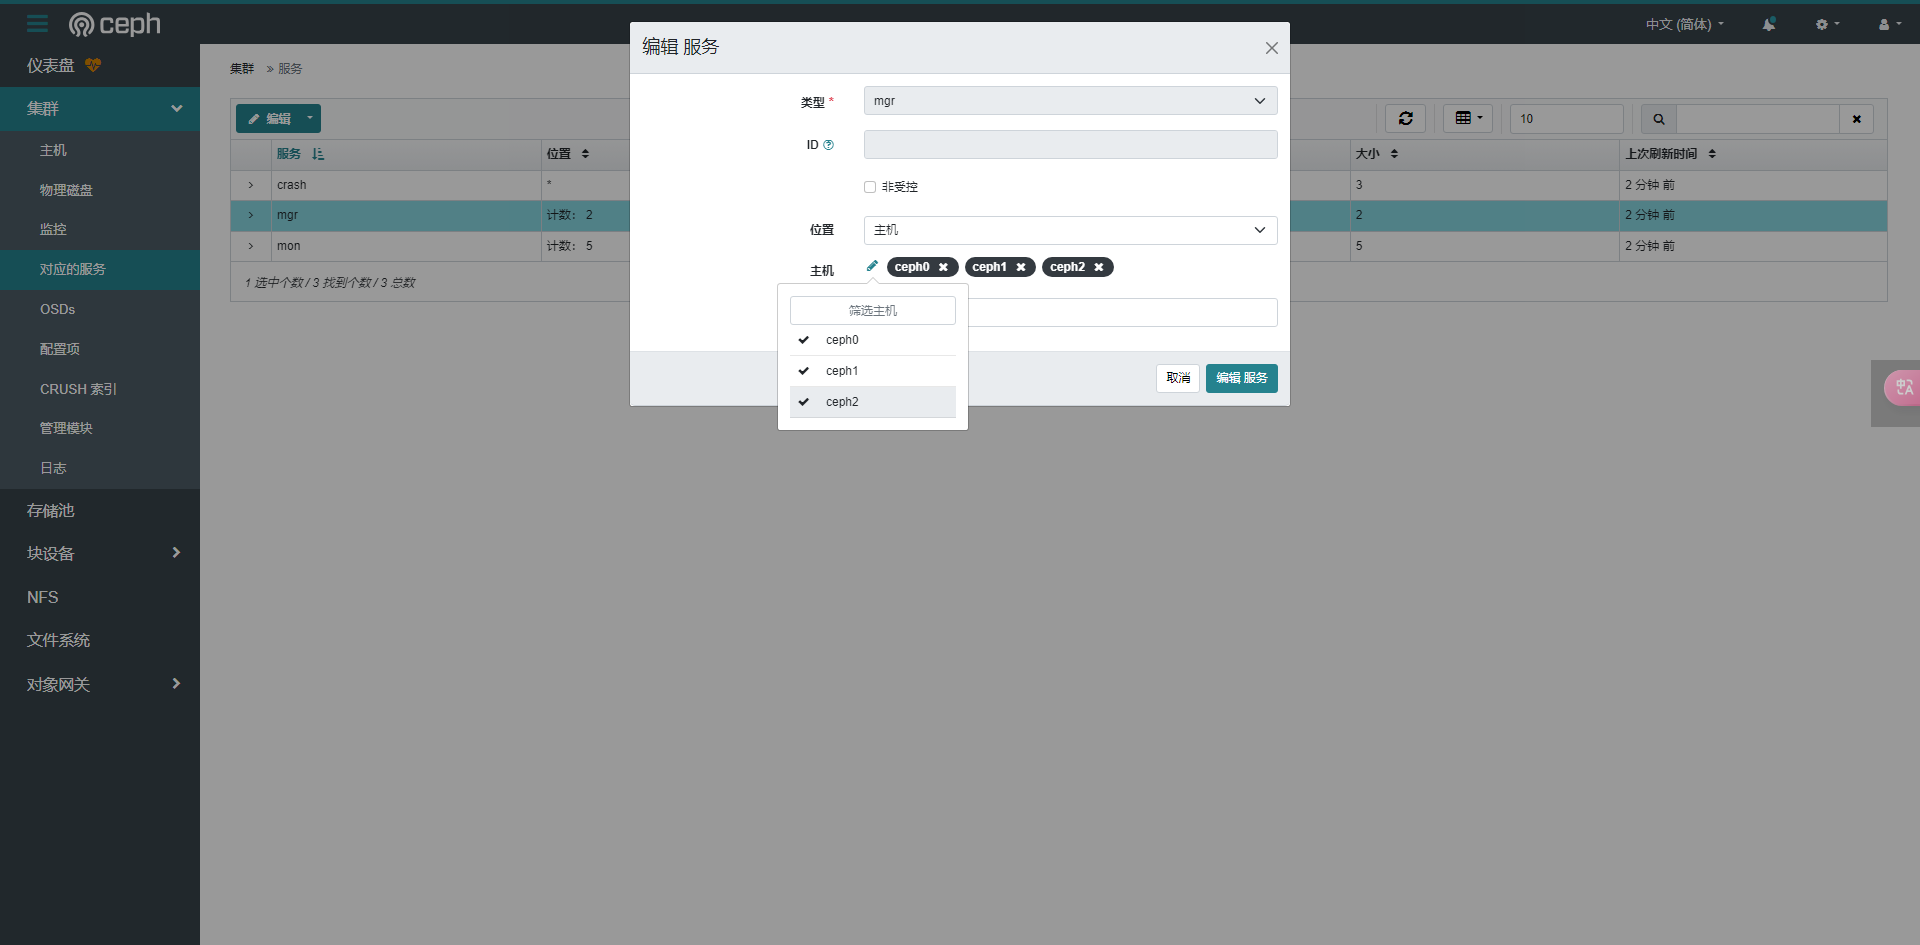 ceph
中文 (简体)
仪表盘
集群
主机
物理磁盘
监控
对应的服务
OSDs
配置项
CRUSH 索引
管理模块
日志
存储池
块设备
NFS
文件系统
对象网关
集群 » 服务
编辑
10
服务 位置 大小 上次刷新时间
crash * 3 2 分钟 前
mgr 计数： 2 2 2 分钟 前
mon 计数： 5 5 2 分钟 前
1 选中个数 / 3 找到个数 / 3 总数
编辑 服务
类型 * mgr
ID
非受控
位置 主机
主机 ceph0 ceph1 ceph2
筛选主机
ceph0
ceph1
ceph2
取消 编辑 服务
中A